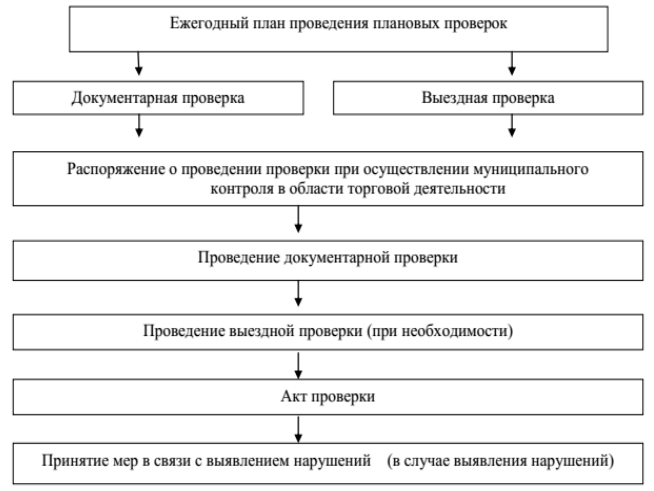 Ежегодный план проведения плановых проверок
Документарная проверка
Выездная проверка
Распоряжение о проведении проверки при осуществлении муниципального
контроля в области торговой деятельности
Проведение документарной проверки
Проведение выездной проверки (при необходимости)
Акт проверки
Принятие мер в связи с выявлением нарушений (в случае выявления нарушений)